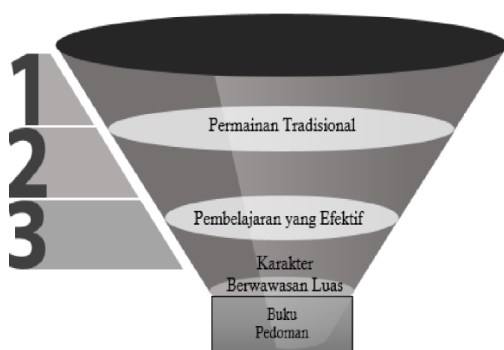 1
Permainan Tradisional
2
Pembelajaran yang Efektif
3
Karakter
Berwawasan Luas
Buku
Pedoman